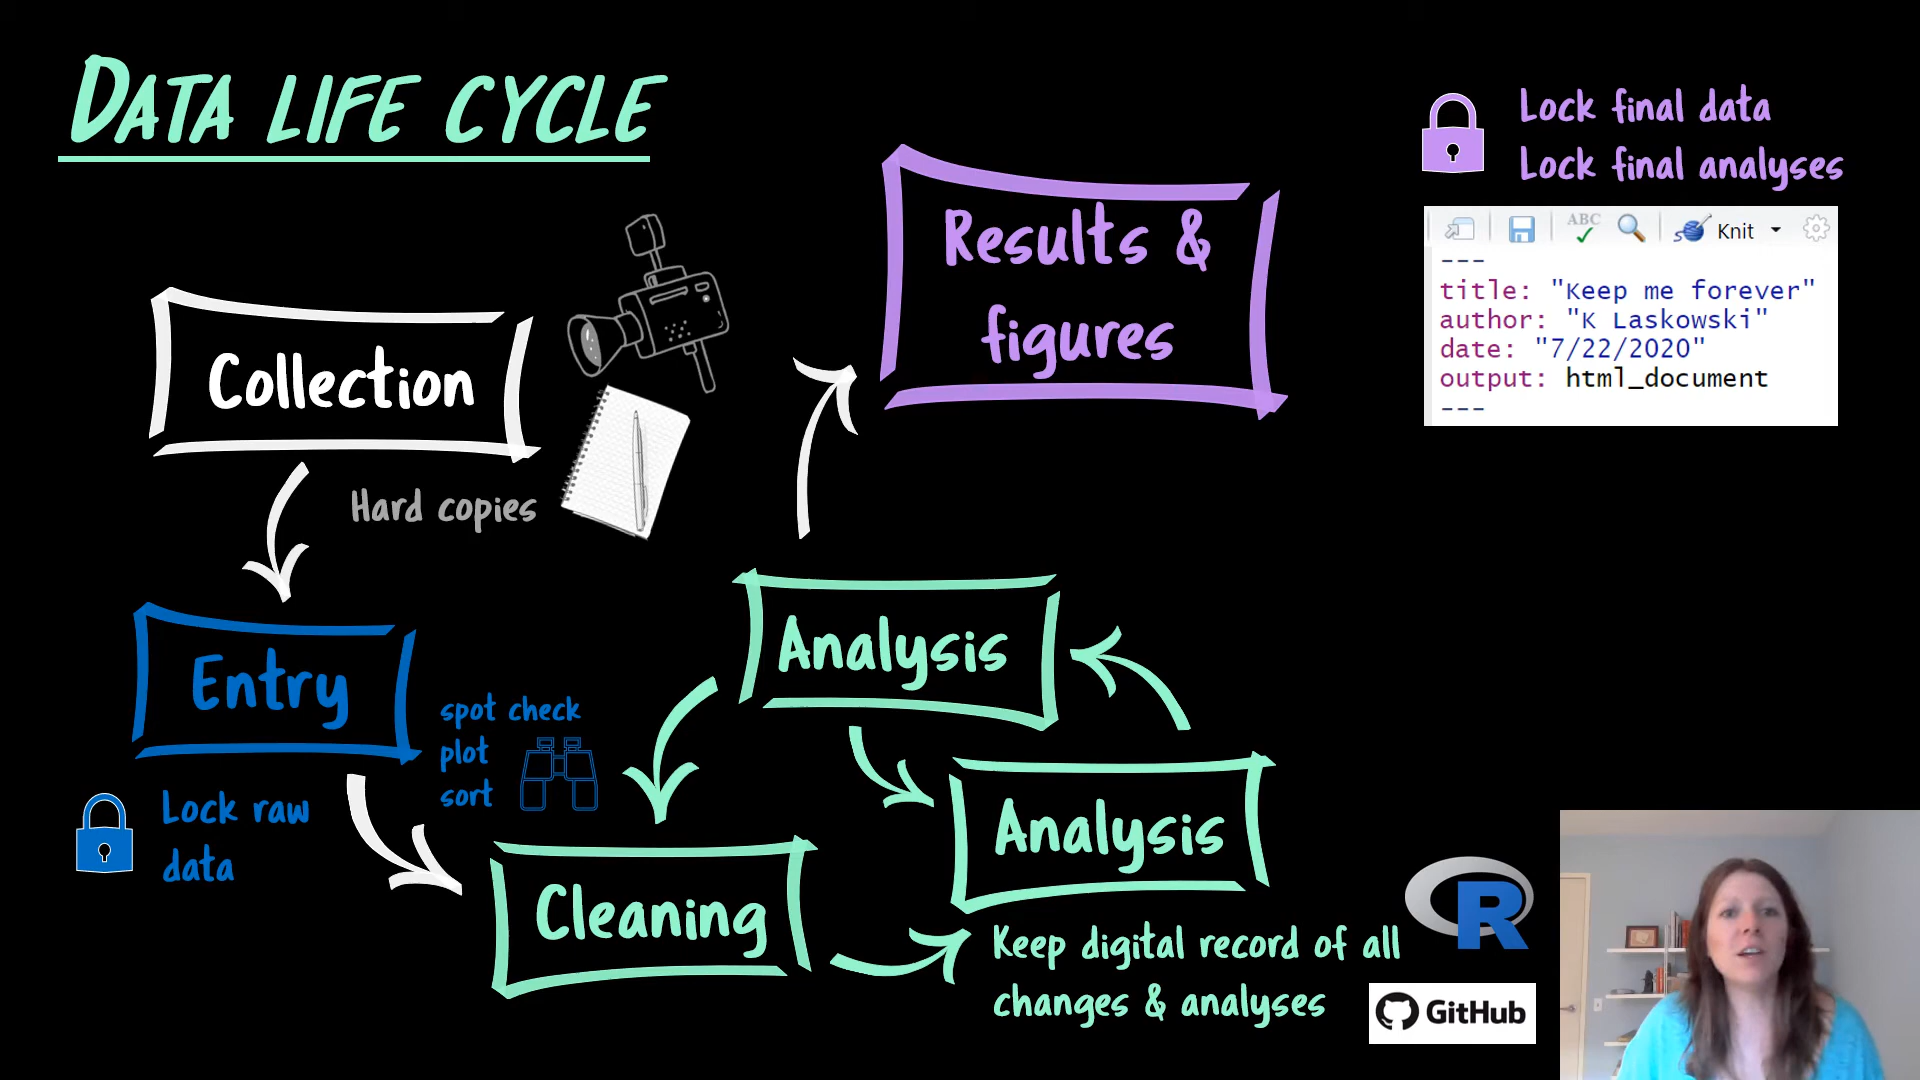 DATA LIFE CYCLE
Lock final data
Lock final analyses
ABC
Knit
---
title: "Keep me forever"
author: "K Laskowski"
date: "7/22/2020"
output: html_document
---
Results &
figures
Collection
Hard copies
Entry
spot check
plot
sort
Lock raw
data
Analysis
Analysis
Cleaning
Keep digital record of all
changes & analyses
R
GitHub